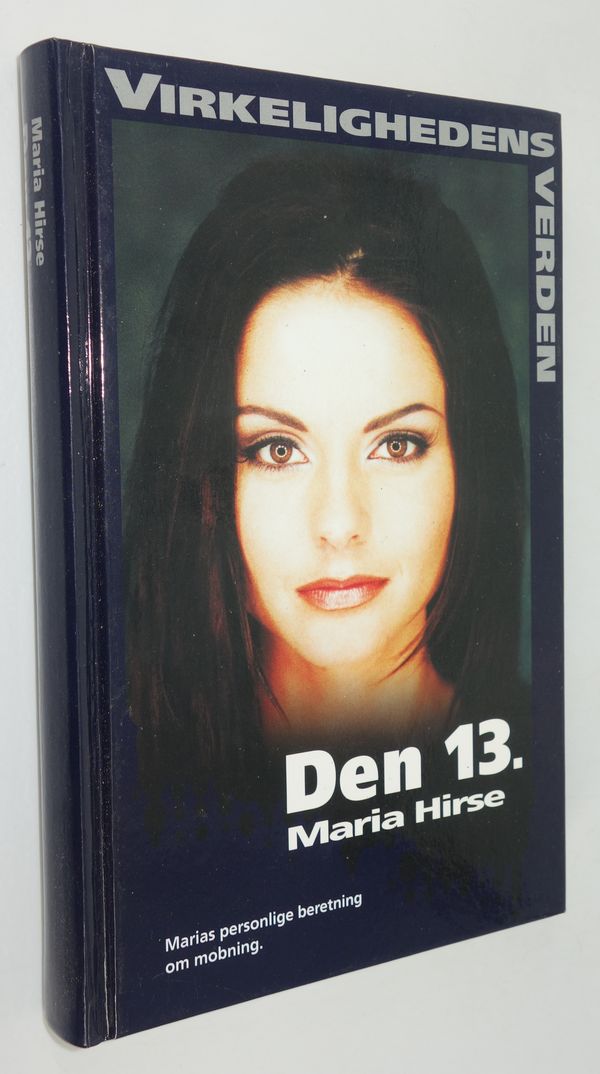 Maria Hirse
VIRKELIGHEDENS
VERDEN
Den 13.
Maria Hirse
Marias personlige beretning
om mobning.